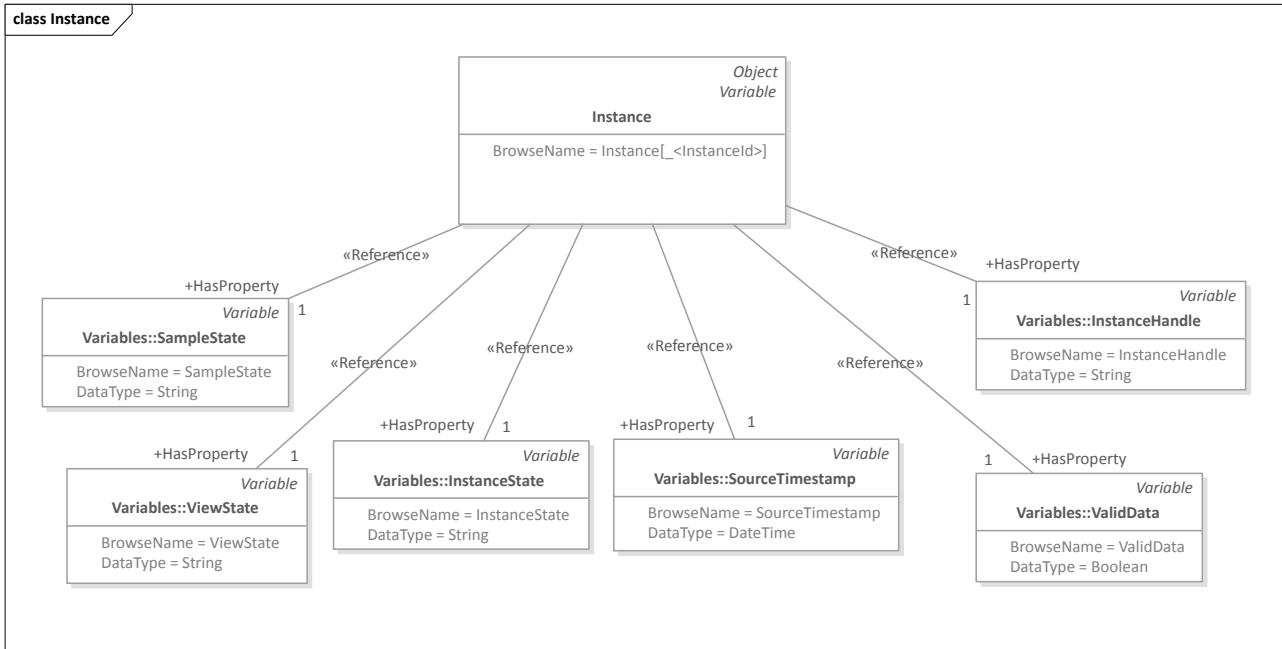 class Instance
Object
Variable
Instance
BrowseName = Instance[_<InstanceId>]
«Reference»
«Reference»
«Reference»
«Reference»
«Reference»
«Reference»
+HasProperty
1
Variable
Variables::SampleState
BrowseName = SampleState
DataType = String
+HasProperty
1
Variable
Variables::InstanceHandle
BrowseName = InstanceHandle
DataType = String
+HasProperty
1
Variable
Variables::ViewState
BrowseName = ViewState
DataType = String
+HasProperty
1
Variable
Variables::InstanceState
BrowseName = InstanceState
DataType = String
+HasProperty
1
Variable
Variables::SourceTimestamp
BrowseName = SourceTimestamp
DataType = DateTime
1
+HasProperty
Variable
Variables::ValidData
BrowseName = ValidData
DataType = Boolean